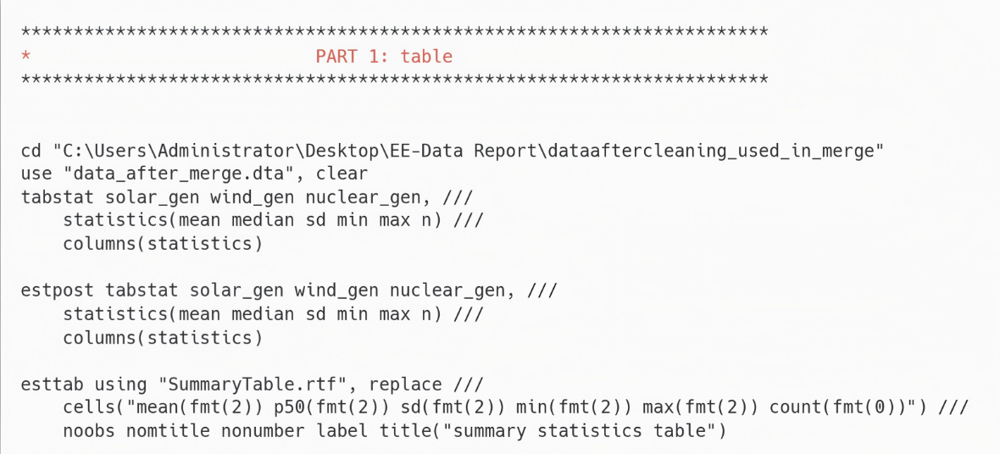 ***********************************************************************
*                           PART 1: table
***********************************************************************
cd "C:\Users\Administrator\Desktop\EE-Data Report\dataaftercleaning_used_in_merge"
use "data_after_merge.dta", clear
tabstat solar_gen wind_gen nuclear_gen, ///
    statistics(mean median sd min max n) ///
    columns(statistics)
estpost tabstat solar_gen wind_gen nuclear_gen, ///
    statistics(mean median sd min max n) ///
    columns(statistics)
esttab using "SummaryTable.rtf", replace ///
    cells("mean(fmt(2)) p50(fmt(2)) sd(fmt(2)) min(fmt(2)) max(fmt(2)) count(fmt(0))") ///
    noobs nomtitle nonumber label title("summary statistics table")